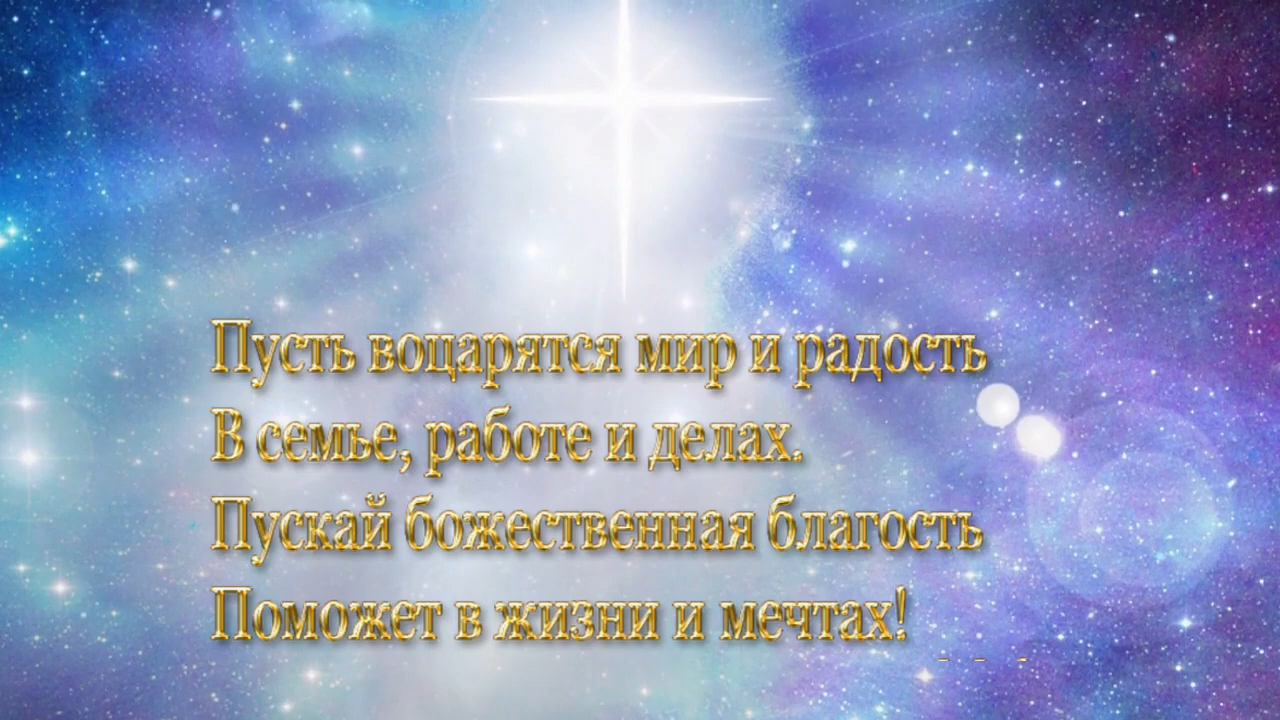 Пусть воцарятся мир и радость
В семье, работе и делах.
Пускай божественная благость
Поможет в жизни и мечтах!